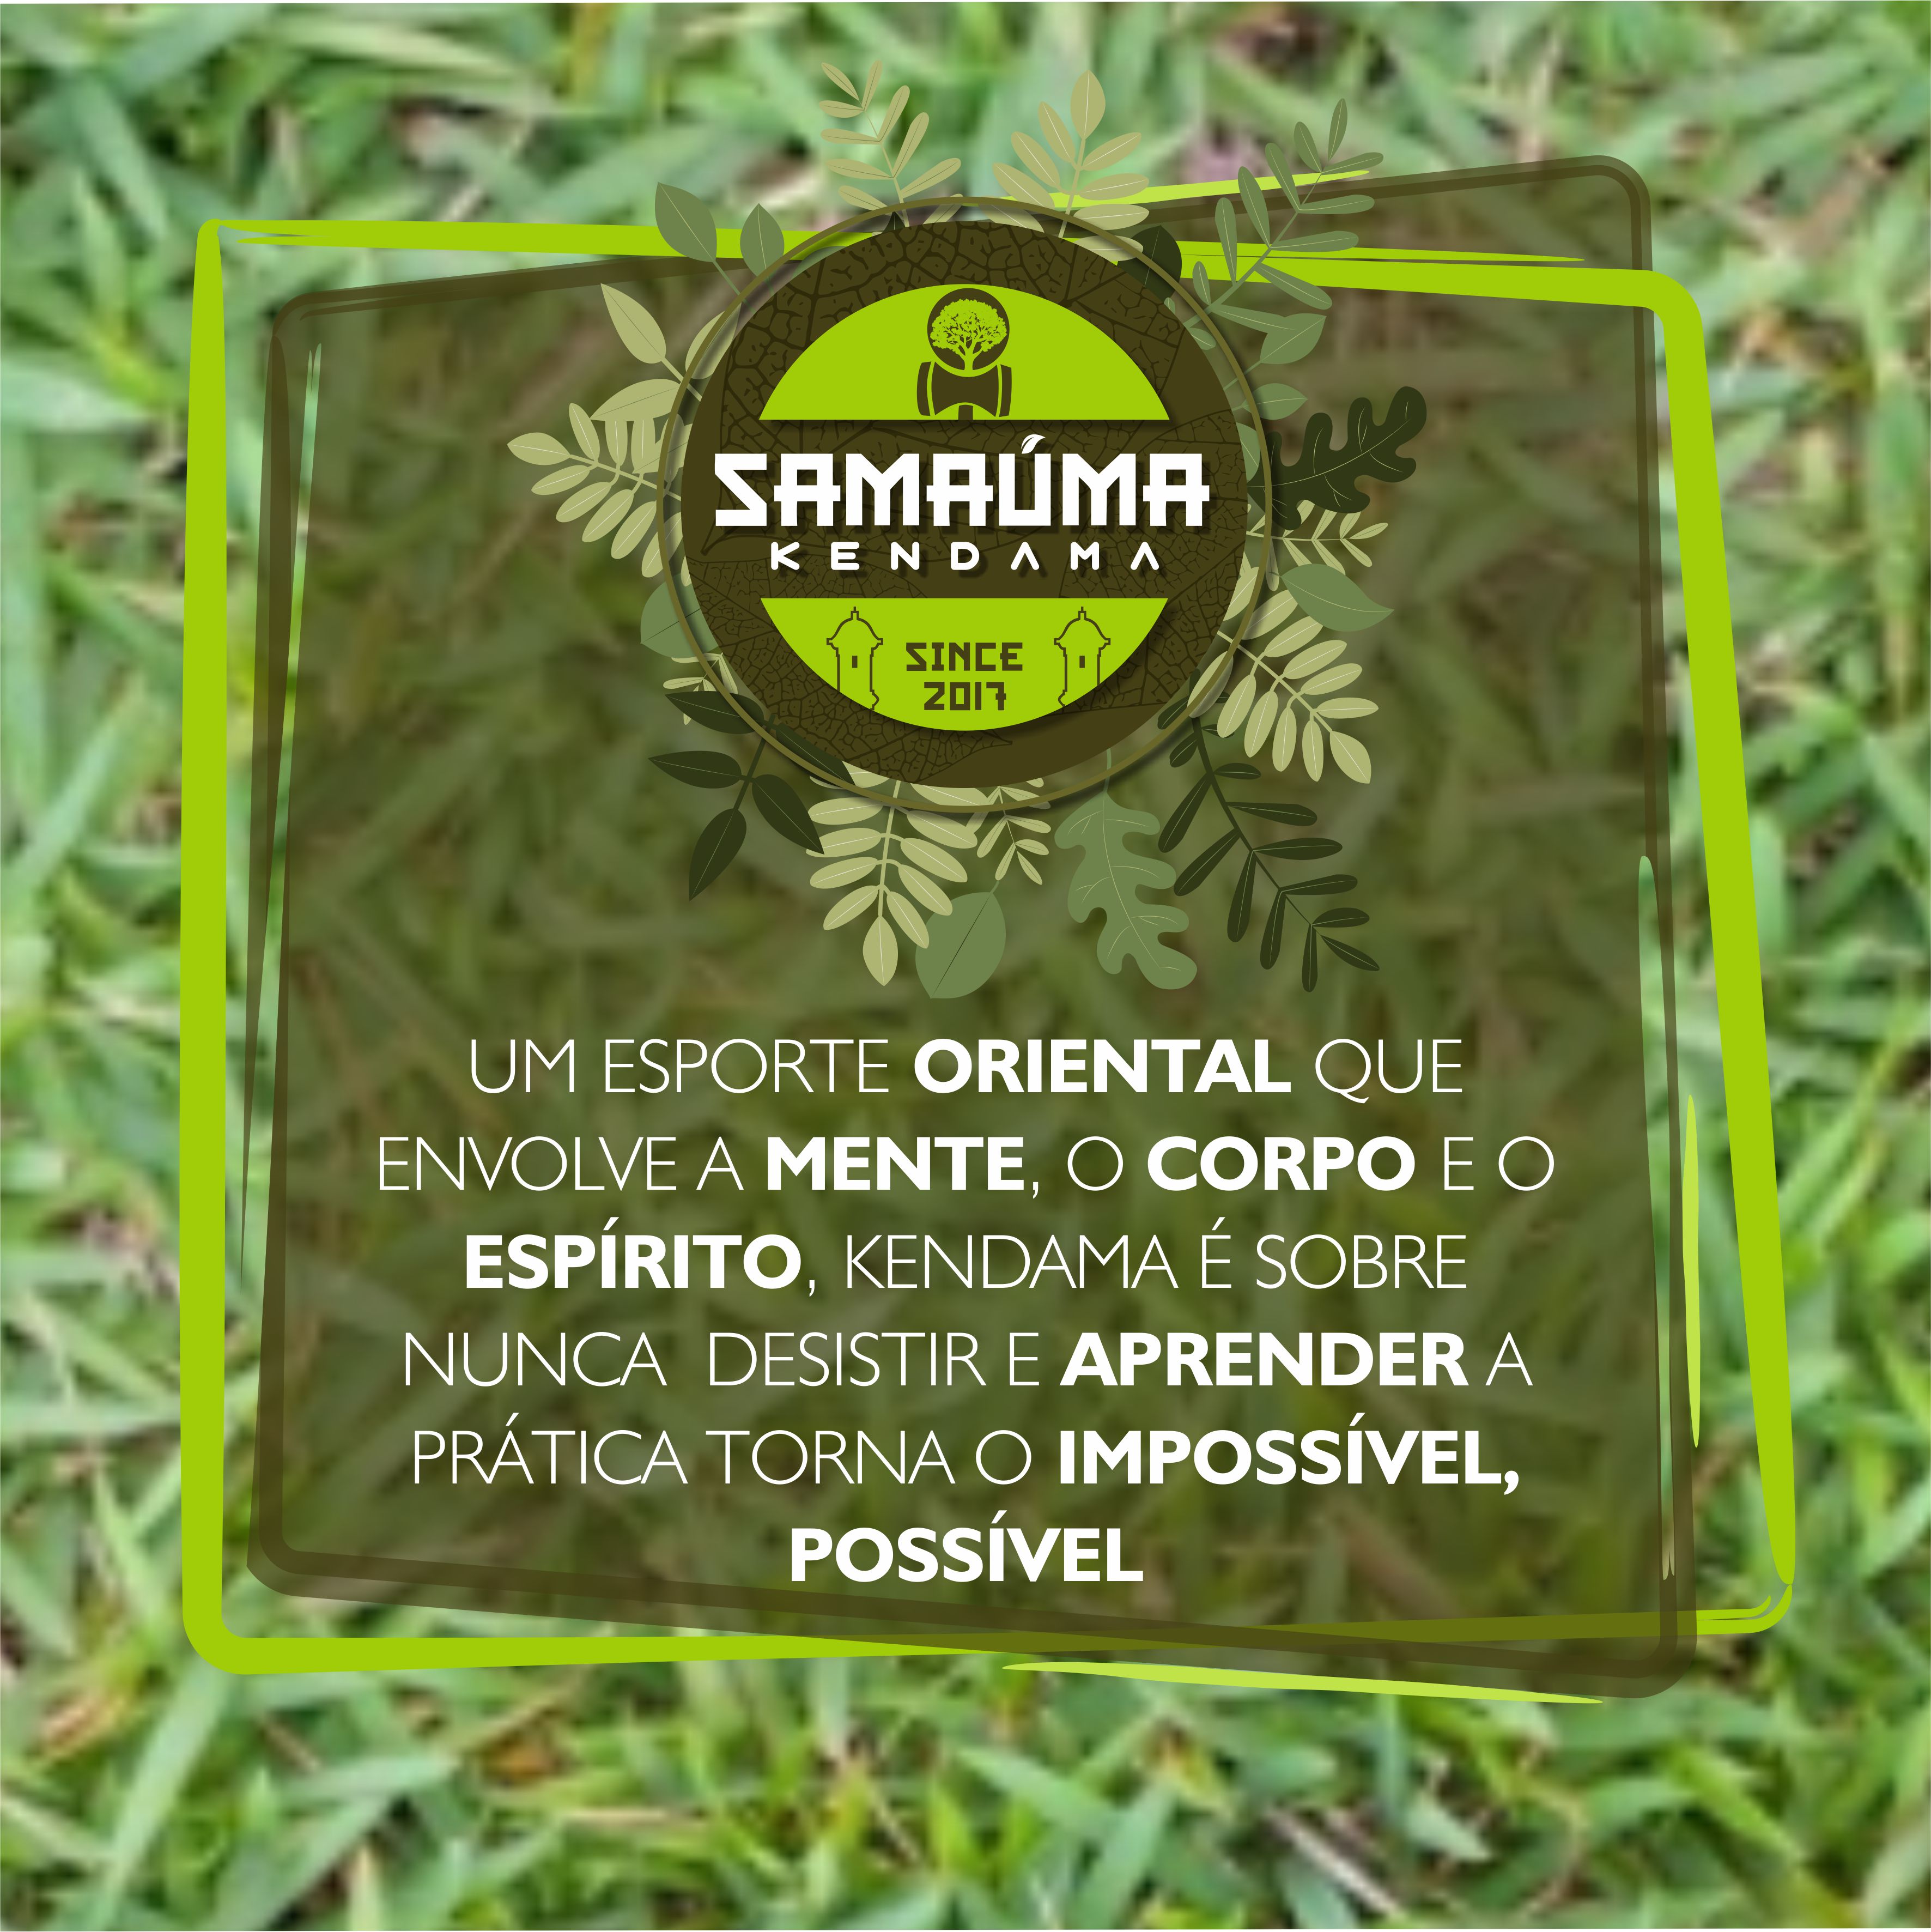 SAMAÚMA
KENDAMA
SINCE
2017
UM ESPORTE ORIENTAL QUE
ENVOLVE A MENTE, O CORPO E O
ESPÍRITO, KENDAMA É SOBRE
NUNCA DESISTIR E APRENDER A
PRÁTICA TORNA O IMPOSSÍVEL,
POSSÍVEL